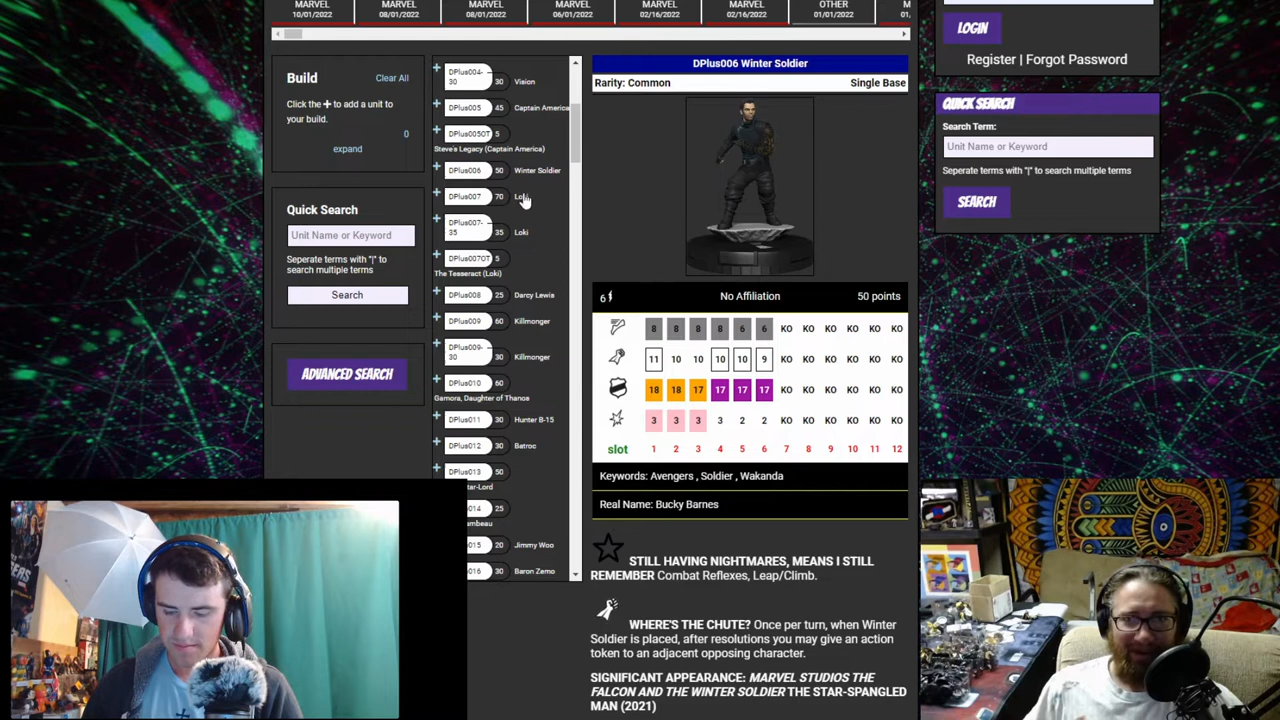 MARVEL MARVEL MARVEL MARVEL MARVEL MARVEL OTHER M
10/01/2022 08/01/2022 08/01/2022 06/01/2022 02/16/2022 02/16/2022 01/01/2022 01,
Build Clear All
Click the ✚ to add a unit to
your build.
0
expand
Quick Search
Unit Name or Keyword
Seperate terms with "|" to
search multiple terms
Search
ADVANCED SEARCH
DPlus004-
30 30 Vision
DPlus005 45 Captain America
DPlus005OT 5
Steve's Legacy (Captain America)
DPlus006 50 Winter Soldier
DPlus007 70 Loki
DPlus007-
35 35 Loki
DPlus007OT 5
The Tesseract (Loki)
DPlus008 25 Darcy Lewis
DPlus009 60 Killmonger
DPlus009-
30 30 Killmonger
DPlus010 60
Gamora, Daughter of Thanos
DPlus011 30 Hunter B-15
DPlus012 30 Batroc
DPlus013 50
tar-Lord
014 25
ambeau
015 20 Jimmy Woo
016 30 Baron Zemo
DPlus006 Winter Soldier
Rarity: Common Single Base
6 No Affiliation 50 points
8 8 8 8 6 6 KO KO KO KO KO KO
11 10 10 10 10 9 KO KO KO KO KO KO
18 18 17 17 17 17 KO KO KO KO KO KO
3 3 3 3 2 2 KO KO KO KO KO KO
slot 1 2 3 4 5 6 7 8 9 10 11 12
Keywords: Avengers , Soldier , Wakanda
Real Name: Bucky Barnes
STILL HAVING NIGHTMARES, MEANS I STILL
REMEMBER Combat Reflexes, Leap/Climb.
WHERE'S THE CHUTE? Once per turn, when Winter
Soldier is placed, after resolutions you may give an action
token to an adjacent opposing character.
SIGNIFICANT APPEARANCE: MARVEL STUDIOS THE
FALCON AND THE WINTER SOLDIER THE STAR-SPANGLED
MAN (2021)
LOGIN
Register | Forgot Password
QUICK SEARCH
Search Term:
Unit Name or Keyword
Seperate terms with "|" to search multiple terms
SEARCH